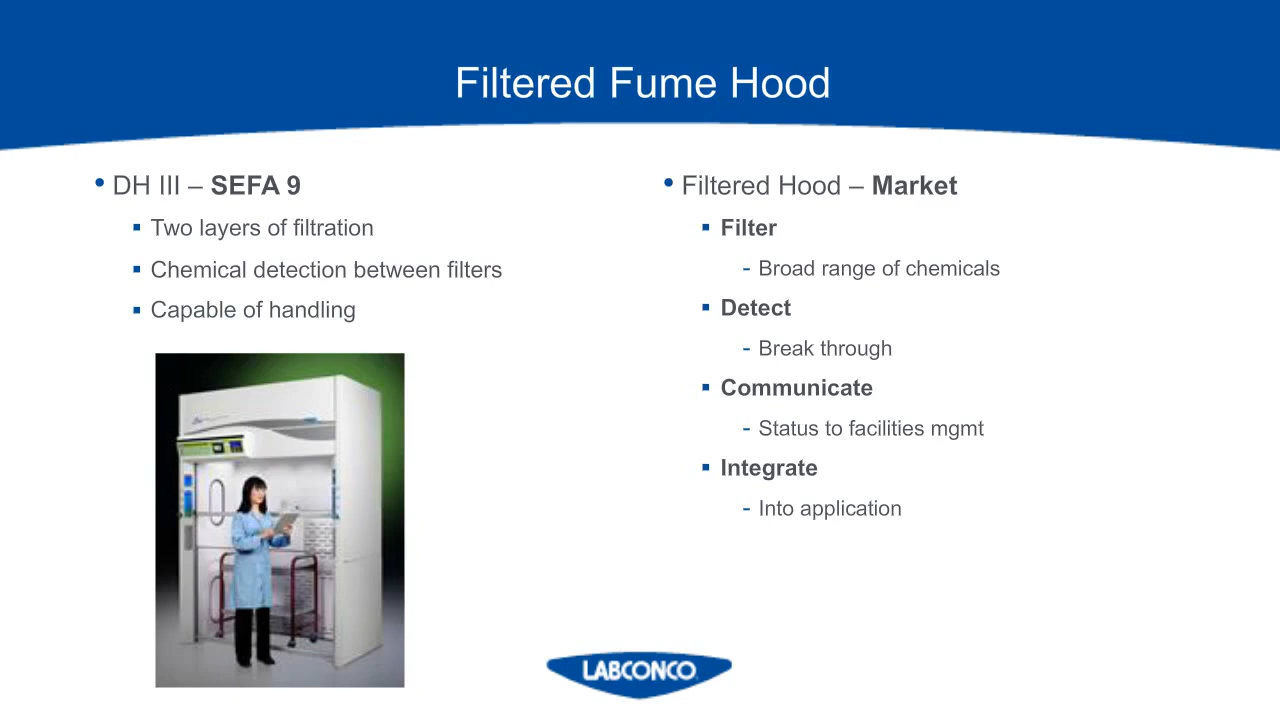 Filtered Fume Hood
• DH III – SEFA 9
▪ Two layers of filtration
▪ Chemical detection between filters
▪ Capable of handling
• Filtered Hood – Market
▪ Filter
- Broad range of chemicals
▪ Detect
- Break through
▪ Communicate
- Status to facilities mgmt
▪ Integrate
- Into application
LABCONCO